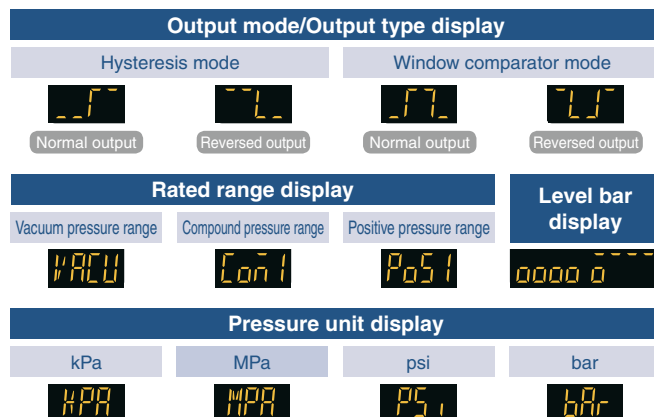 Output mode/Output type display
Hysteresis mode Window comparator mode
Normal output Reversed output Normal output Reversed output
Rated range display
Level bar display
Vacuum pressure range Compound pressure range Positive pressure range
VACU Com1 PoS1
oooo o
Pressure unit display
kPa MPa psi bar
KPA MPA PSi bAr